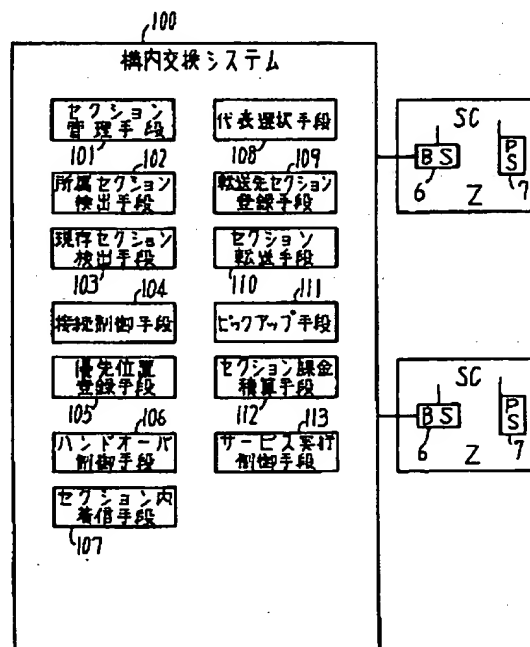 100
構内交換システム
セクション
管理手段
101
所属セクション
検出手段
102
現存セクション
検出手段
103
接続制御手段
104
優先位置
登録手段
105
ハンドオーバ
制御手段
106
セクション内
着信手段
107
代表選択手段
108
転送先セクション
登録手段
109
セクション
転送手段
110
ピックアップ手段
111
セクション課金
積算手段
112
サービス実行
制御手段
113
SC
BS
PS
6
7
Z
SC
BS
PS
6
7
Z